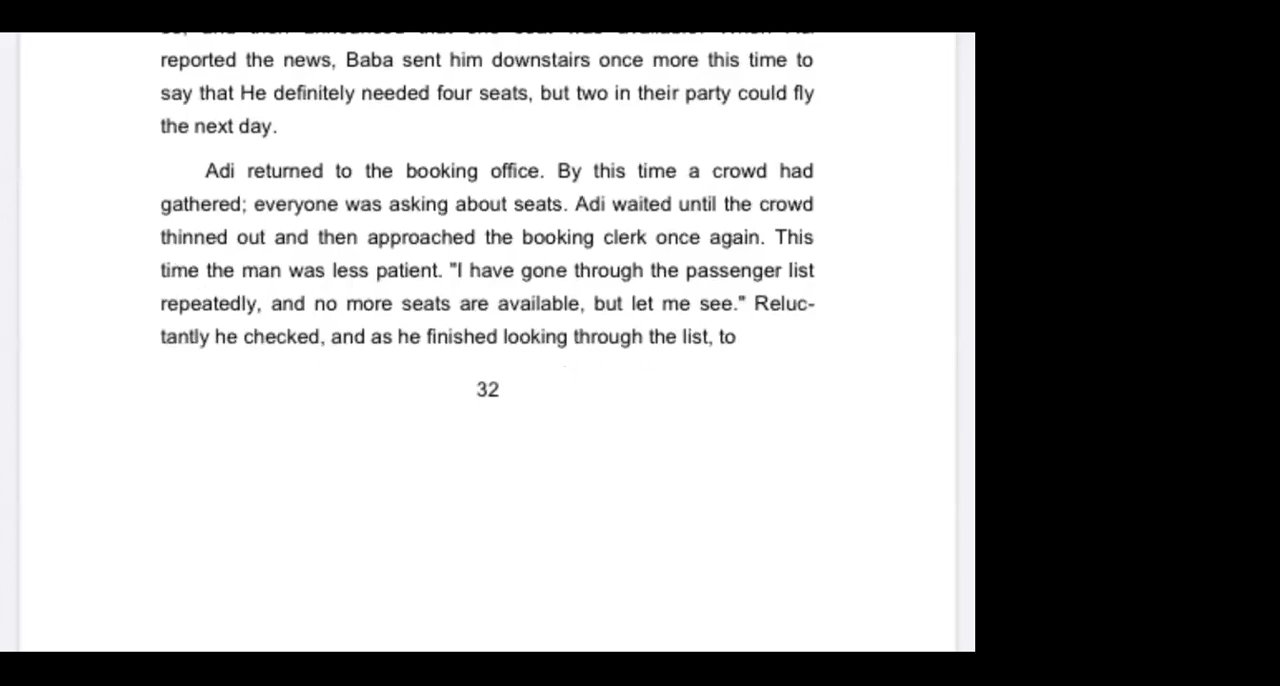 reported the news, Baba sent him downstairs once more this time to
say that He definitely needed four seats, but two in their party could fly
the next day.
Adi returned to the booking office. By this time a crowd had
gathered; everyone was asking about seats. Adi waited until the crowd
thinned out and then approached the booking clerk once again. This
time the man was less patient. "I have gone through the passenger list
repeatedly, and no more seats are available, but let me see." Reluc-
tantly he checked, and as he finished looking through the list, to
32